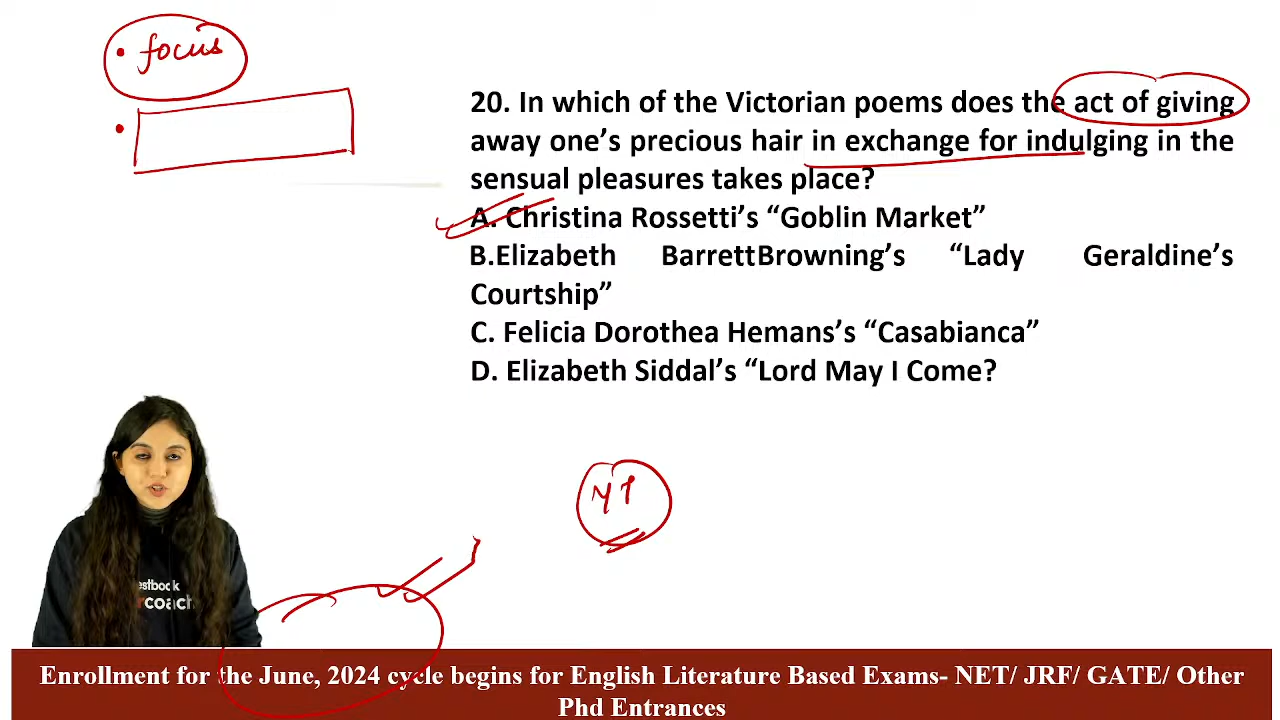 • focus
•
20. In which of the Victorian poems does the act of giving
away one’s precious hair in exchange for indulging in the
sensual pleasures takes place?
A. Christina Rossetti’s “Goblin Market”
B.Elizabeth BarrettBrowning’s “Lady Geraldine’s
Courtship”
C. Felicia Dorothea Hemans’s “Casabianca”
D. Elizabeth Siddal’s “Lord May I Come?
YT
estbook
rcoach
Enrollment for the June, 2024 cycle begins for English Literature Based Exams- NET/ JRF/ GATE/ Other
Phd Entrances